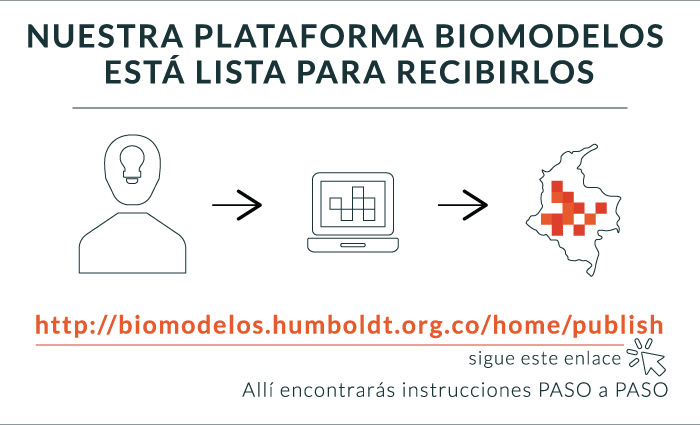 NUESTRA PLATAFORMA BIOMODELOS
ESTÁ LISTA PARA RECIBIRLOS
http://biomodelos.humboldt.org.co/home/publish
sigue este enlace
Allí encontrarás instrucciones PASO a PASO